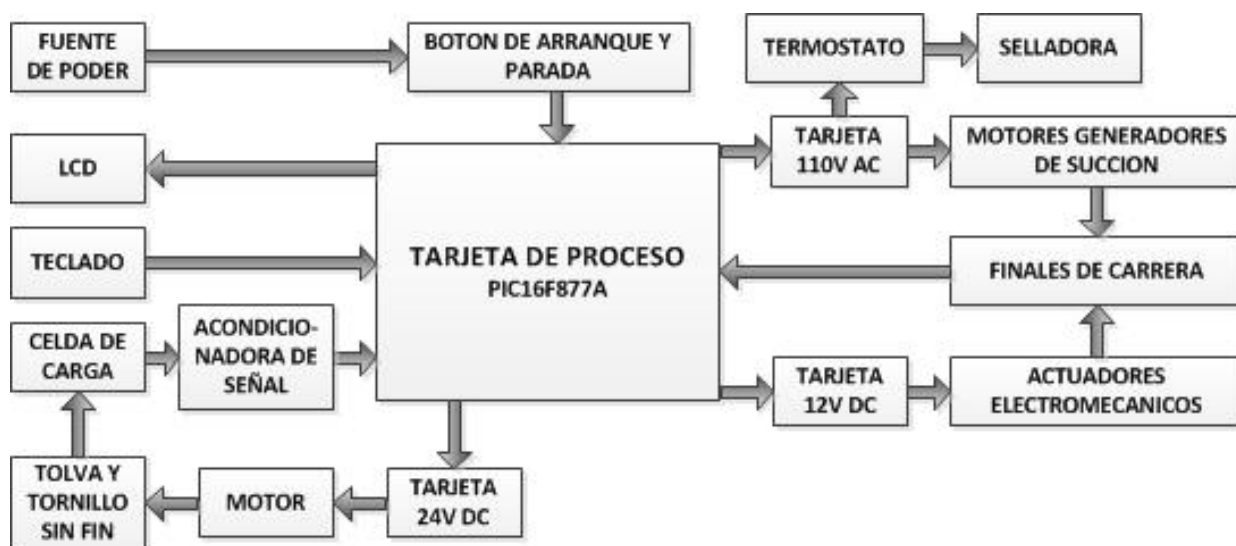 FUENTE
DE PODER
BOTON DE ARRANQUE Y
PARADA
TERMOSTATO
SELLADORA
LCD
TARJETA
110V AC
MOTORES GENERADORES
DE SUCCION
TECLADO
TARJETA DE PROCESO
PIC16F877A
FINALES DE CARRERA
CELDA DE
CARGA
ACONDICIO-
NADORA DE
SEÑAL
TARJETA
12V DC
ACTUADORES
ELECTROMECANICOS
TOLVA Y
TORNILLO
SIN FIN
MOTOR
TARJETA
24V DC